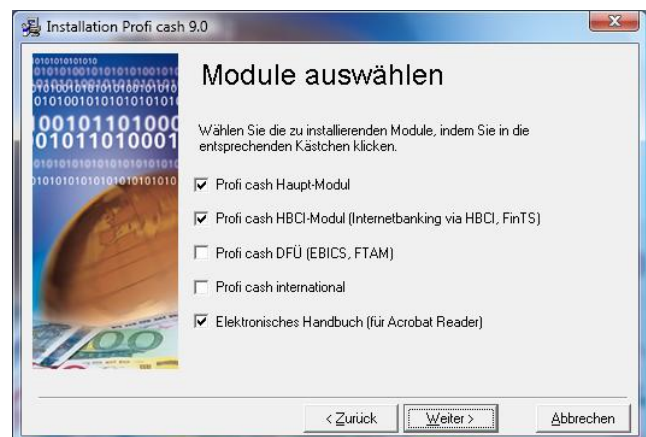 Installation Profi cash 9.0
Module auswählen
Wählen Sie die zu installierenden Module, indem Sie in die
entsprechenden Kästchen klicken.
Profi cash Haupt-Modul
Profi cash HBCI-Modul (Internetbanking via HBCI, FinTS)
Profi cash DFÜ (EBICS, FTAM)
Profi cash international
Elektronisches Handbuch (für Acrobat Reader)
< Zurück
Weiter >
Abbrechen